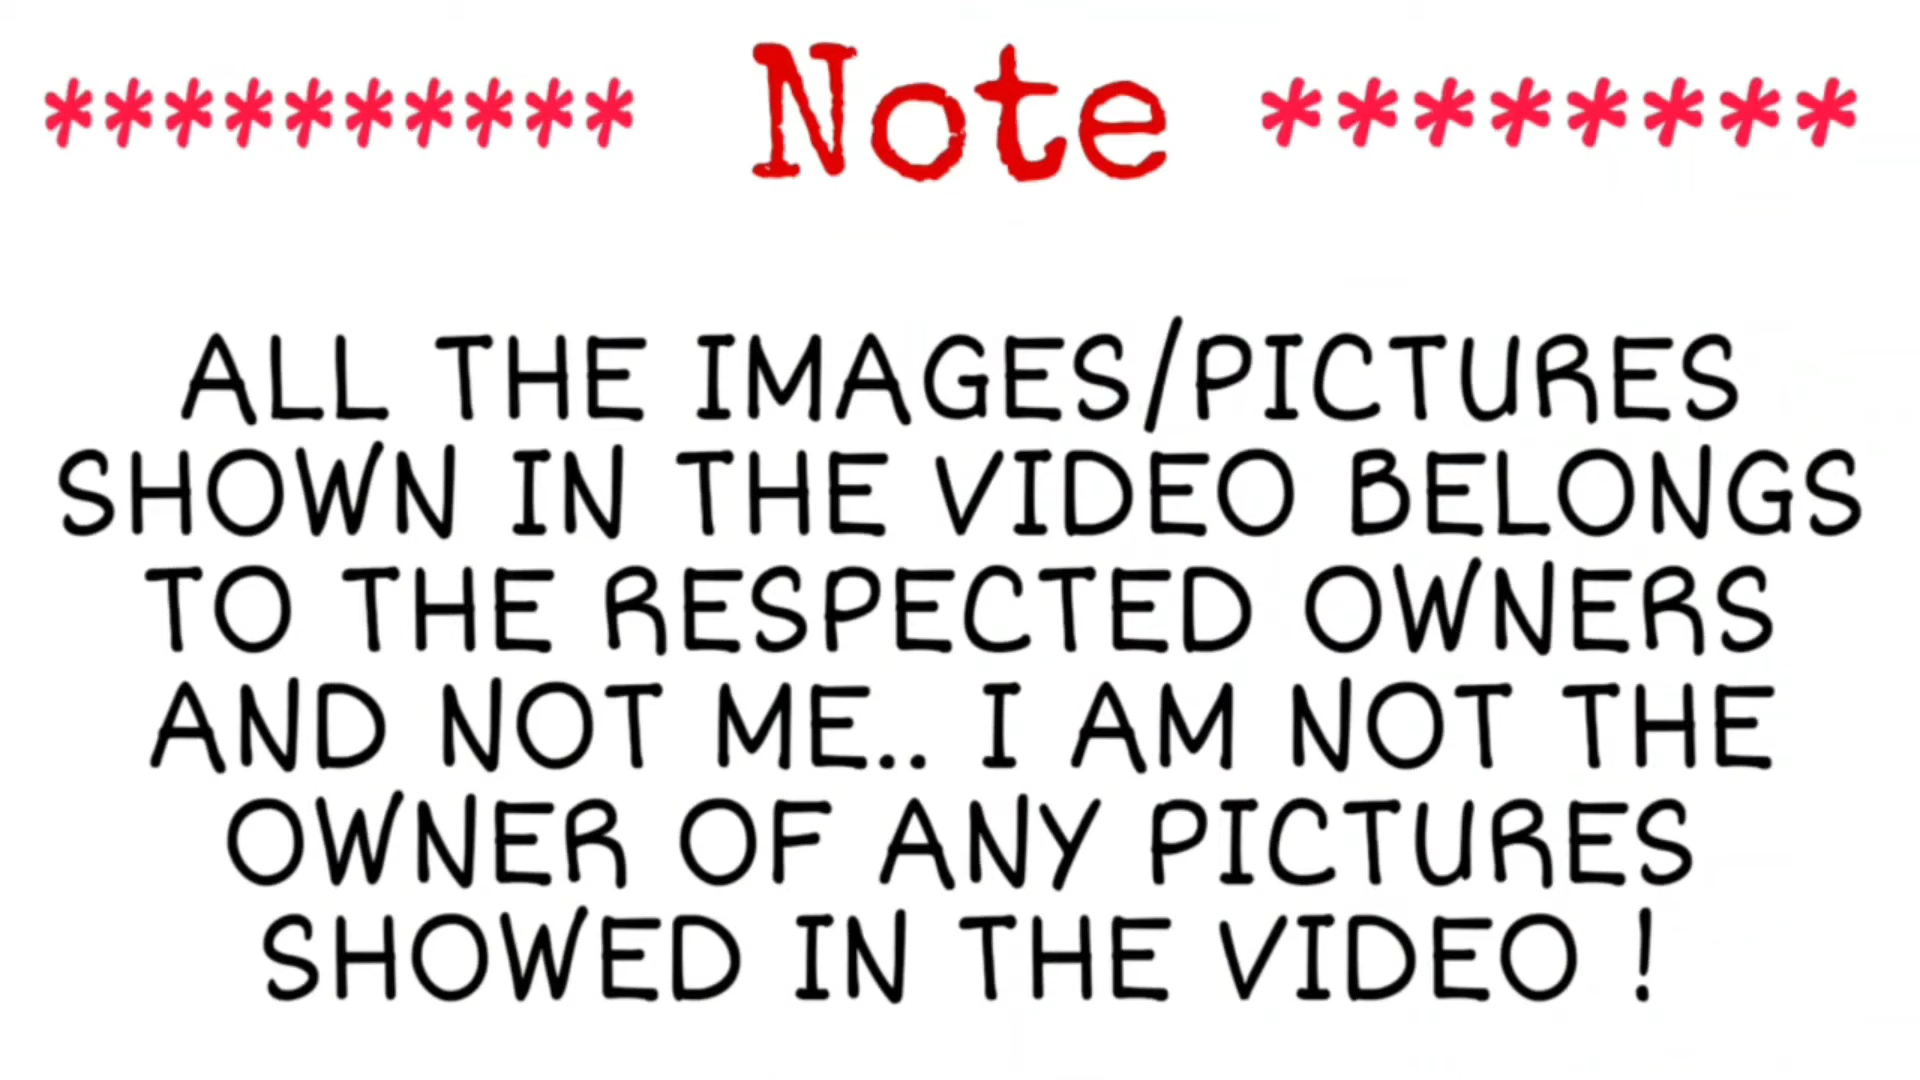 ********** Note ********
ALL THE IMAGES/PICTURES
SHOWN IN THE VIDEO BELONGS
TO THE RESPECTED OWNERS
AND NOT ME.. I AM NOT THE
OWNER OF ANY PICTURES
SHOWED IN THE VIDEO !